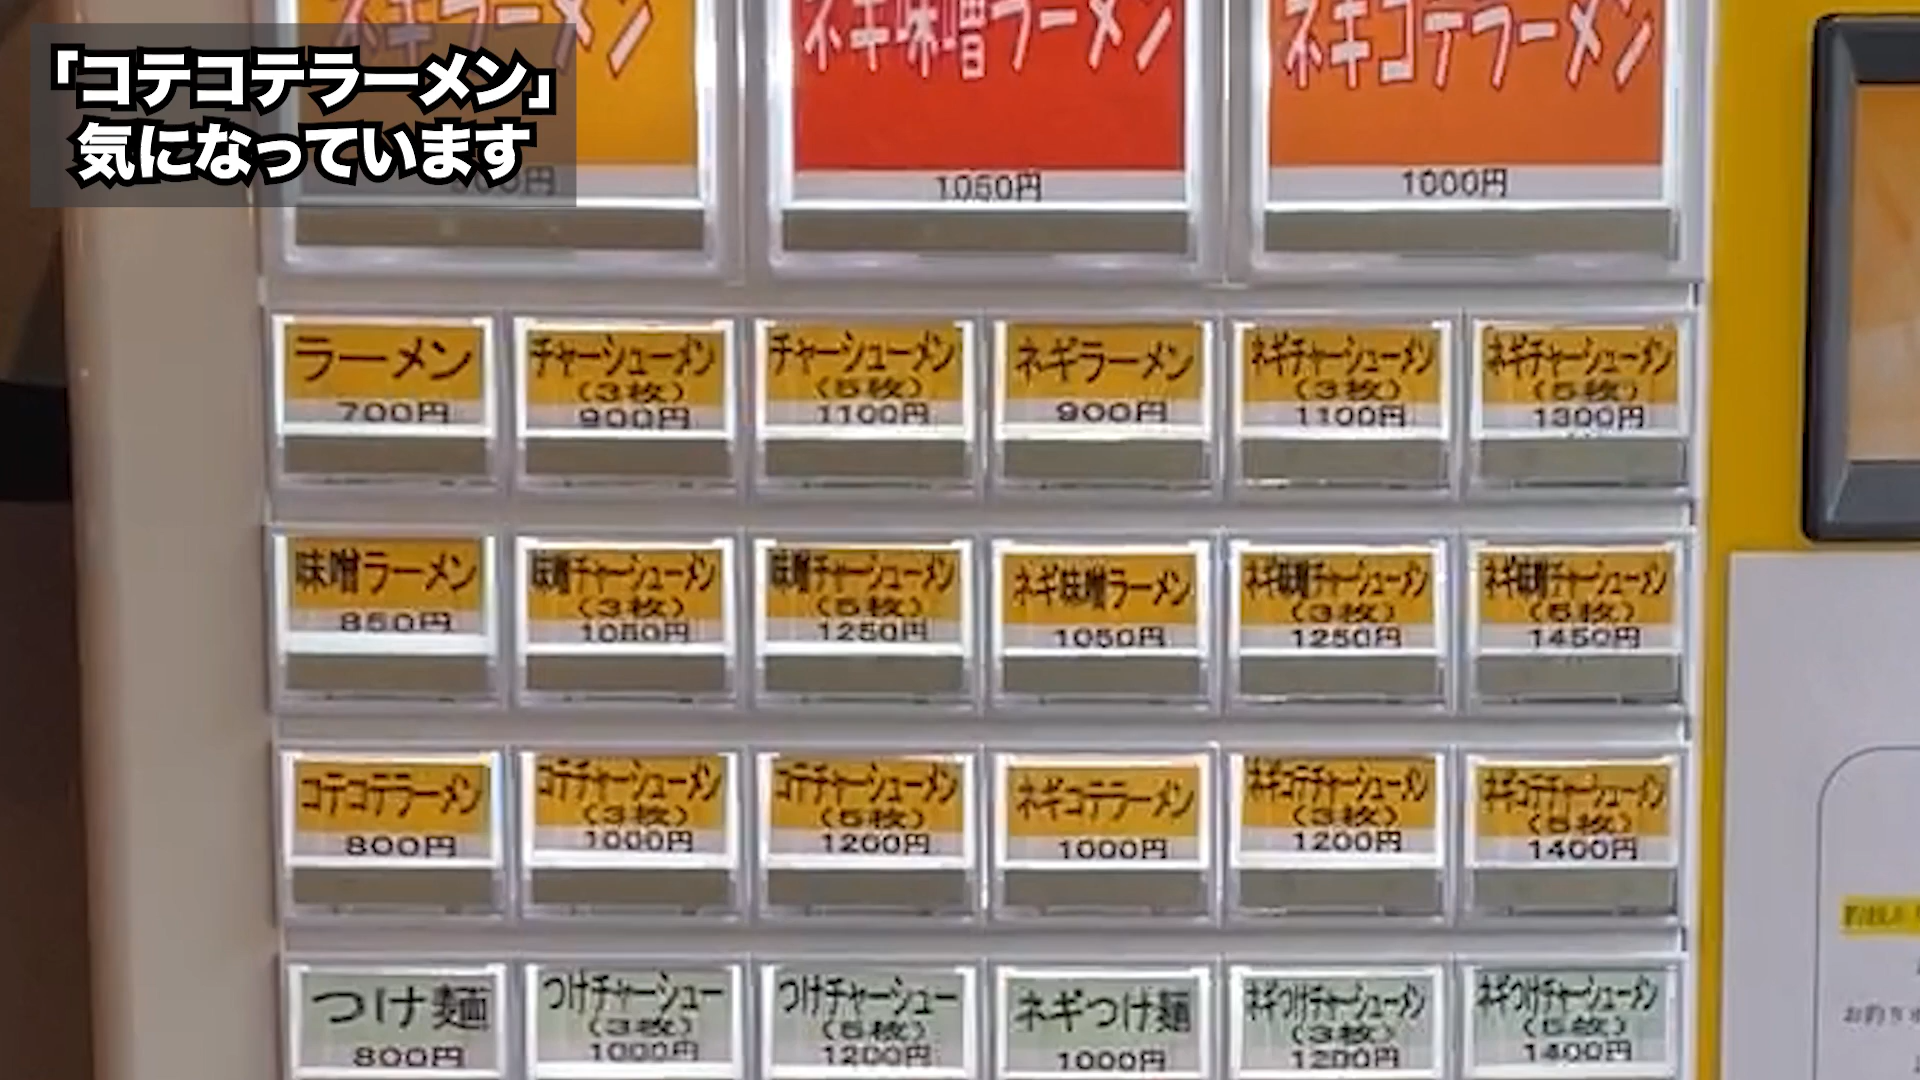 「コテコテラーメン」
気になっています
ネギラーメン
ネギ味噌ラーメン
ネギコテラーメン
1050円
1000円
ラーメン
700円
チャーシューメン
(3枚)
900円
チャーシューメン
(5枚)
1100円
ネギラーメン
900円
ネギチャーシューメン
(3枚)
1100円
ネギチャーシューメン
(5枚)
1300円
味噌ラーメン
850円
味噌チャーシューメン
(3枚)
1050円
味噌チャーシューメン
(5枚)
1250円
ネギ味噌ラーメン
1050円
ネギ味噌チャーシューメン
(3枚)
1250円
ネギ味噌チャーシューメン
(5枚)
1450円
コテコテラーメン
800円
コテチャーシューメン
(3枚)
1000円
コテチャーシューメン
(5枚)
1200円
ネギコテラーメン
1000円
ネギコテチャーシューメン
(3枚)
1200円
ネギコテチャーシューメン
(5枚)
1400円
つけ麺
800円
つけチャーシュー
(3枚)
1000円
つけチャーシュー
(5枚)
1200円
ネギつけ麺
1000円
ネギつけチャーシューメン
(3枚)
1200円
ネギつけチャーシューメン
(5枚)
1400円